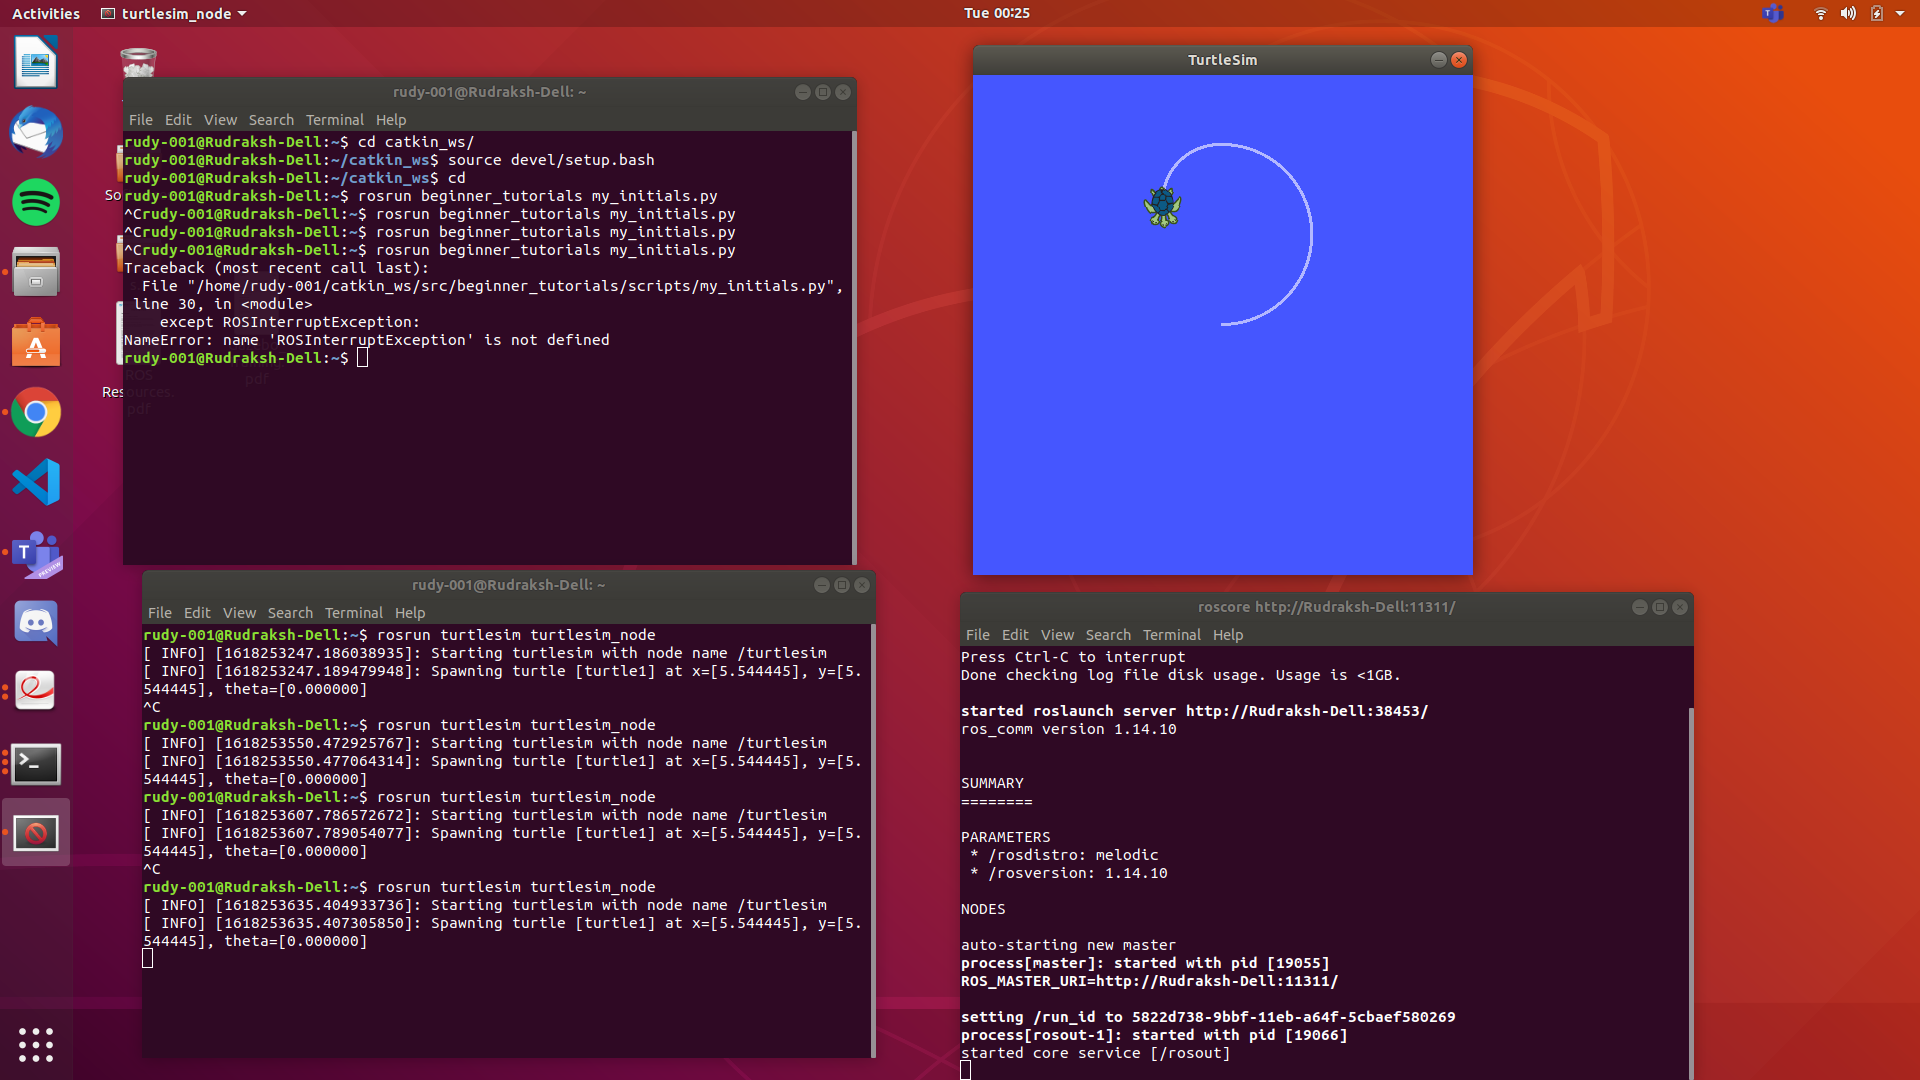 Activities turtlesim_node Tue 00:25
rudy-001@Rudraksh-Dell: ~
File Edit View Search Terminal Help
rudy-001@Rudraksh-Dell:~$ cd catkin_ws/
rudy-001@Rudraksh-Dell:~/catkin_ws$ source devel/setup.bash
rudy-001@Rudraksh-Dell:~/catkin_ws$ cd
rudy-001@Rudraksh-Dell:~$ rosrun beginner_tutorials my_initials.py
^Crudy-001@Rudraksh-Dell:~$ rosrun beginner_tutorials my_initials.py
^Crudy-001@Rudraksh-Dell:~$ rosrun beginner_tutorials my_initials.py
^Crudy-001@Rudraksh-Dell:~$ rosrun beginner_tutorials my_initials.py
Traceback (most recent call last):
File "/home/rudy-001/catkin_ws/src/beginner_tutorials/scripts/my_initials.py",
line 30, in <module>
except ROSInterruptException:
NameError: name 'ROSInterruptException' is not defined
rudy-001@Rudraksh-Dell:~$
So
ROS
Resources.
pdf
pdf
TurtleSim
rudy-001@Rudraksh-Dell: ~
File Edit View Search Terminal Help
rudy-001@Rudraksh-Dell:~$ rosrun turtlesim turtlesim_node
[ INFO] [1618253247.186038935]: Starting turtlesim with node name /turtlesim
[ INFO] [1618253247.189479948]: Spawning turtle [turtle1] at x=[5.544445], y=[5.
544445], theta=[0.000000]
^C
rudy-001@Rudraksh-Dell:~$ rosrun turtlesim turtlesim_node
[ INFO] [1618253550.472925767]: Starting turtlesim with node name /turtlesim
[ INFO] [1618253550.477064314]: Spawning turtle [turtle1] at x=[5.544445], y=[5.
544445], theta=[0.000000]
rudy-001@Rudraksh-Dell:~$ rosrun turtlesim turtlesim_node
[ INFO] [1618253607.786572672]: Starting turtlesim with node name /turtlesim
[ INFO] [1618253607.789054077]: Spawning turtle [turtle1] at x=[5.544445], y=[5.
544445], theta=[0.000000]
^C
rudy-001@Rudraksh-Dell:~$ rosrun turtlesim turtlesim_node
[ INFO] [1618253635.404933736]: Starting turtlesim with node name /turtlesim
[ INFO] [1618253635.407305850]: Spawning turtle [turtle1] at x=[5.544445], y=[5.
544445], theta=[0.000000]
roscore http://Rudraksh-Dell:11311/
File Edit View Search Terminal Help
Press Ctrl-C to interrupt
Done checking log file disk usage. Usage is <1GB.
started roslaunch server http://Rudraksh-Dell:38453/
ros_comm version 1.14.10
SUMMARY
========
PARAMETERS
* /rosdistro: melodic
* /rosversion: 1.14.10
NODES
auto-starting new master
process[master]: started with pid [19055]
ROS_MASTER_URI=http://Rudraksh-Dell:11311/
setting /run_id to 5822d738-9bbf-11eb-a64f-5cbaef580269
process[rosout-1]: started with pid [19066]
started core service [/rosout]